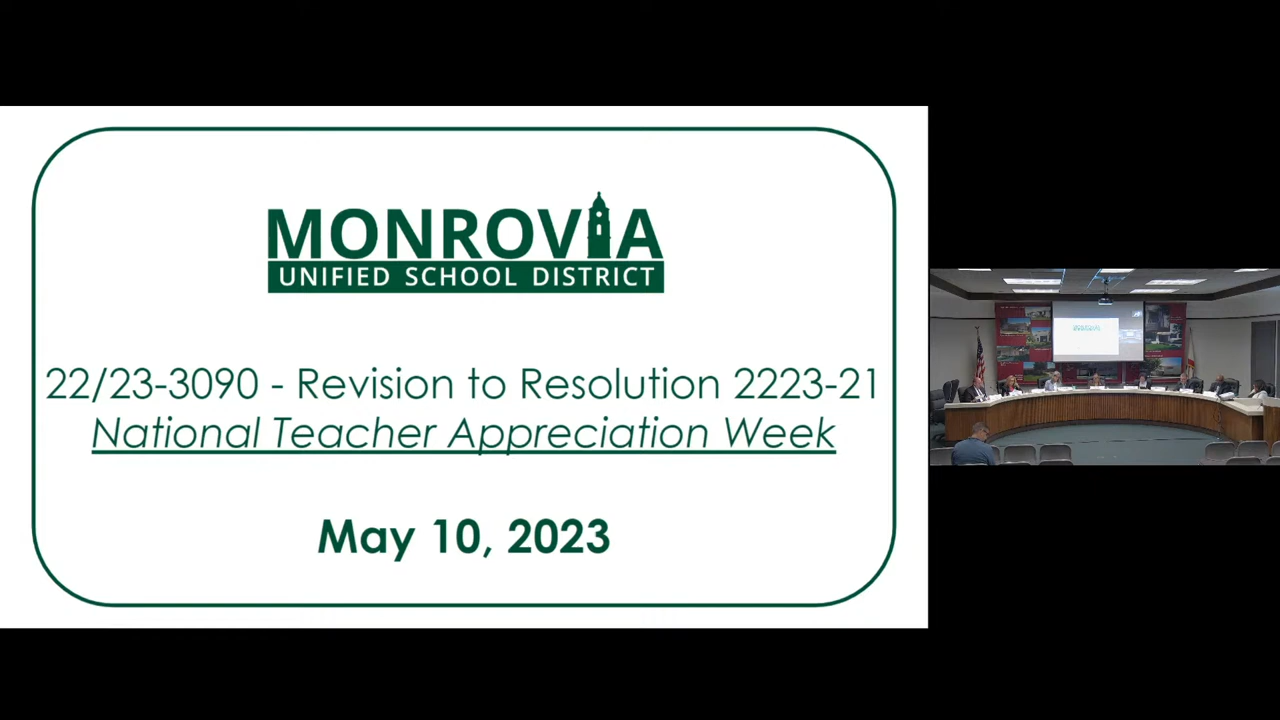 MONROVIA
UNIFIED SCHOOL DISTRICT
22/23-3090 - Revision to Resolution 2223-21
National Teacher Appreciation Week
May 10, 2023